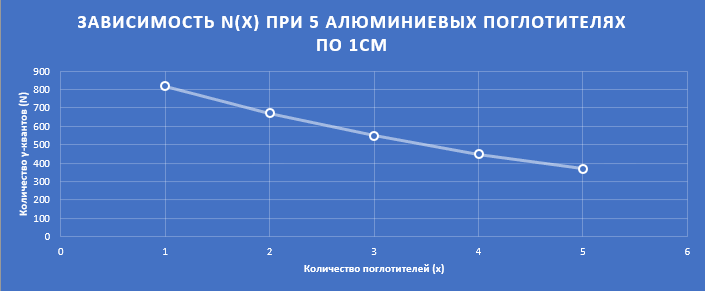 ЗАВИСИМОСТЬ N(X) ПРИ 5 АЛЮМИНИЕВЫХ ПОГЛОТИТЕЛЯХ
ПО 1СМ
Количество y-квантов (N)
900
800
700
600
500
400
300
200
100
0
0 1 2 3 4 5 6
Количество поглотителей (x)